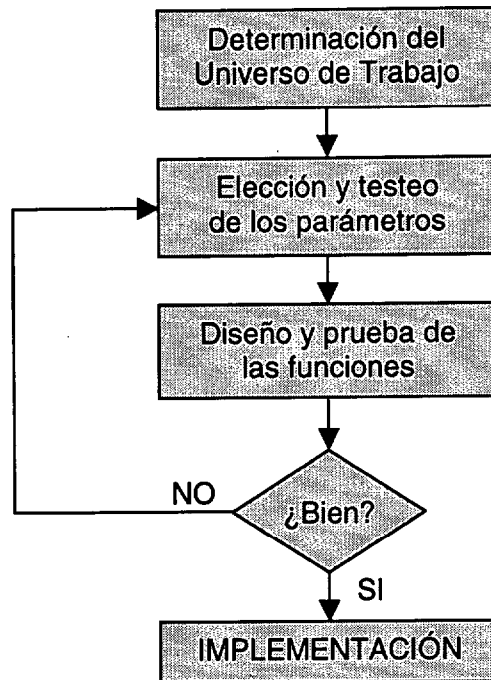 Determinación del
Universo de Trabajo
Elección y testeo
de los parámetros
Diseño y prueba de
las funciones
¿Bien?
NO
SI
IMPLEMENTACIÓN